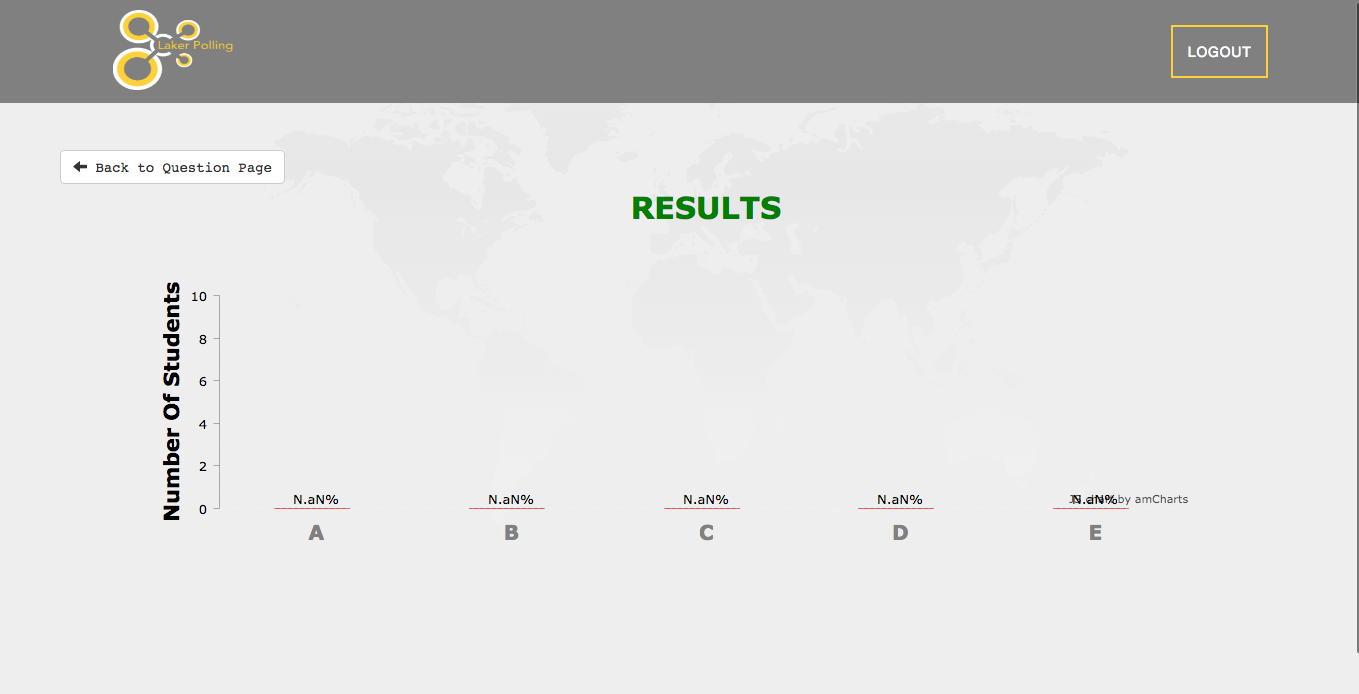 Laker Polling
LOGOUT
Back to Question Page
RESULTS
Number Of Students
10
8
6
4
2
0
N.aN% N.aN% N.aN% N.aN% N.aN%
JS chart by amCharts
A B C D E